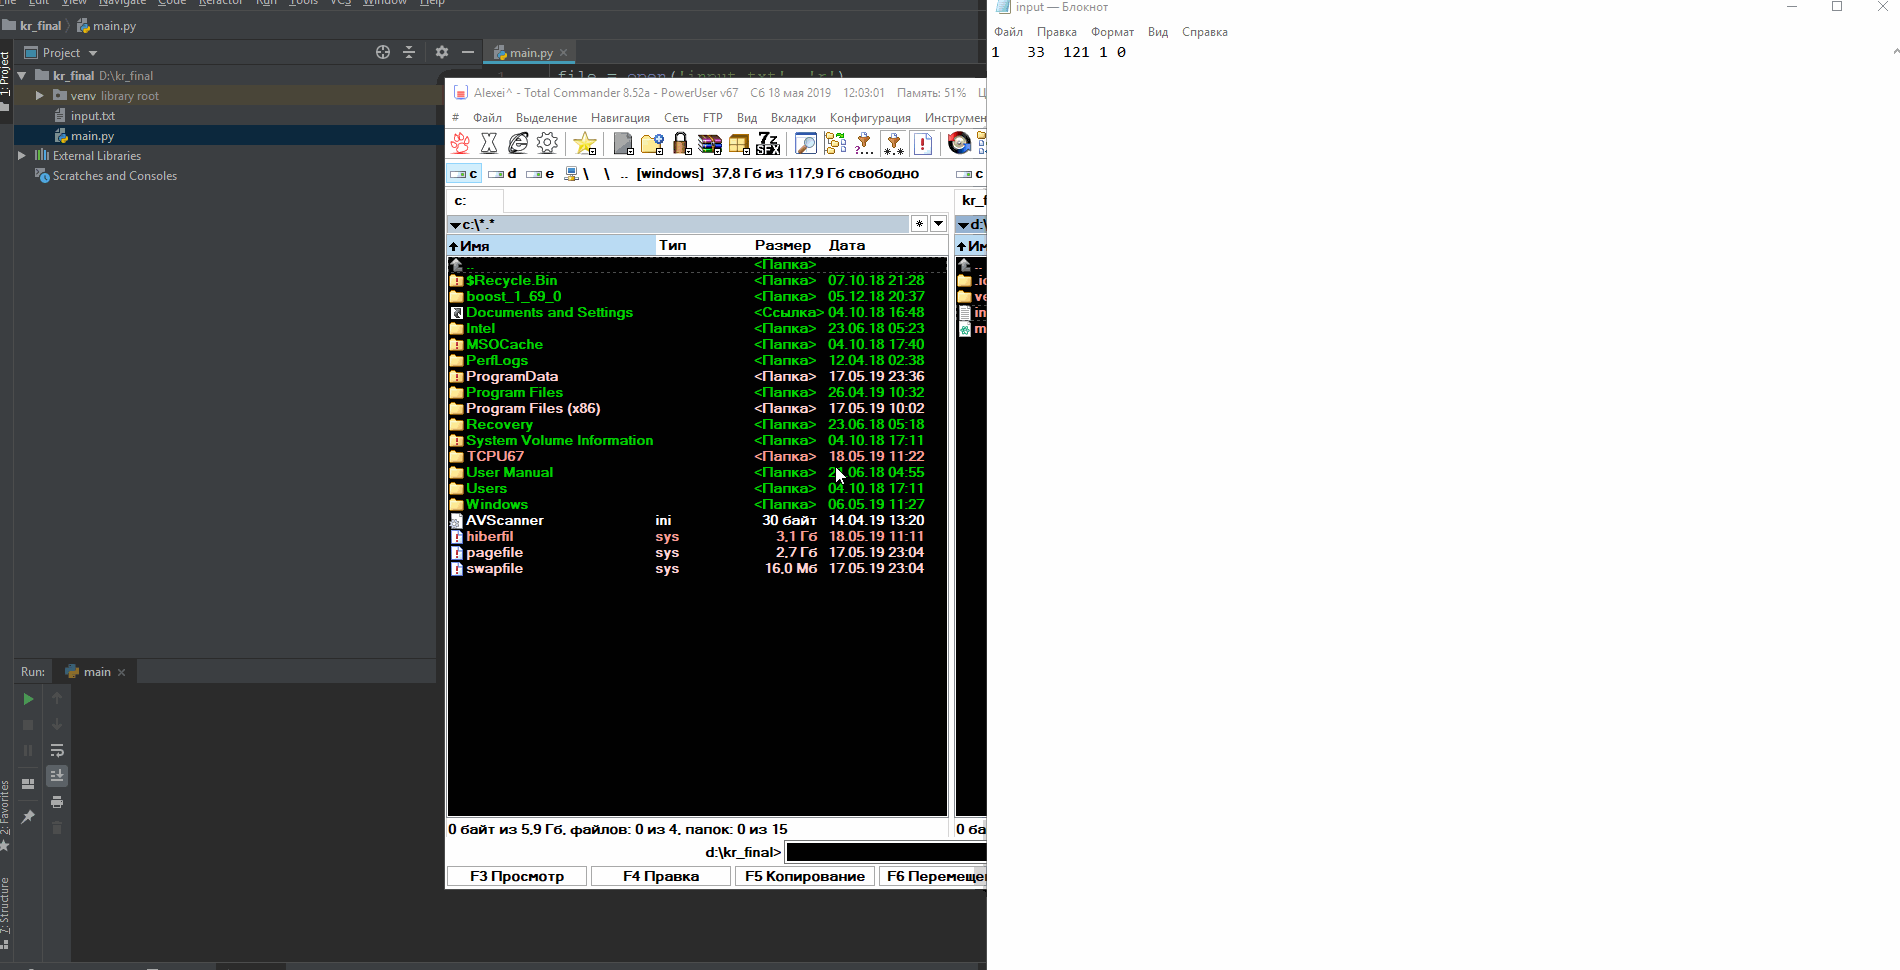 File Edit View Navigate Code Refactor Run Tools VCS Window Help
kr_final main.py
Project
main.py
1: Project
kr_final D:\kr_final
venv library root
input.txt
main.py
External Libraries
Scratches and Consoles
1 file = open('input.txt', 'r')
Alexei^ - Total Commander 8.52a - PowerUser v67 Сб 18 мая 2019 12:03:01 Память: 51% Ц
# Файл Выделение Навигация Сеть FTP Вид Вкладки Конфигурация Инструмен
7z SFX
c d e \ \ .. [windows] 37,8 Гб из 117,9 Гб свободно c
c: kr_f
c:\*.* * d:\
Имя Тип Размер Дата Им
.. <Папка> ..
$Recycle.Bin <Папка> 07.10.18 21:28 .ic
boost_1_69_0 <Папка> 05.12.18 20:37 ve
Documents and Settings <Ссылка> 04.10.18 16:48 in
Intel <Папка> 23.06.18 05:23 m
MSOCache <Папка> 04.10.18 17:40
PerfLogs <Папка> 12.04.18 02:38
ProgramData <Папка> 17.05.19 23:36
Program Files <Папка> 26.04.19 10:32
Program Files (x86) <Папка> 17.05.19 10:02
Recovery <Папка> 23.06.18 05:18
System Volume Information <Папка> 04.10.18 17:11
TCPU67 <Папка> 18.05.19 11:22
User Manual <Папка> .06.18 04:55
Users <Папка> 04.10.18 17:11
Windows <Папка> 06.05.19 11:27
AVScanner ini 30 байт 14.04.19 13:20
hiberfil sys 3,1 Гб 18.05.19 11:11
pagefile sys 2,7 Гб 17.05.19 23:04
swapfile sys 16,0 Мб 17.05.19 23:04
0 байт из 5,9 Гб, файлов: 0 из 4, папок: 0 из 15 0 ба
d:\kr_final>
F3 Просмотр F4 Правка F5 Копирование F6 Перемеще
Run: main
2: Favorites
7: Structure
input — Блокнот
Файл Правка Формат Вид Справка
1 33 121 1 0